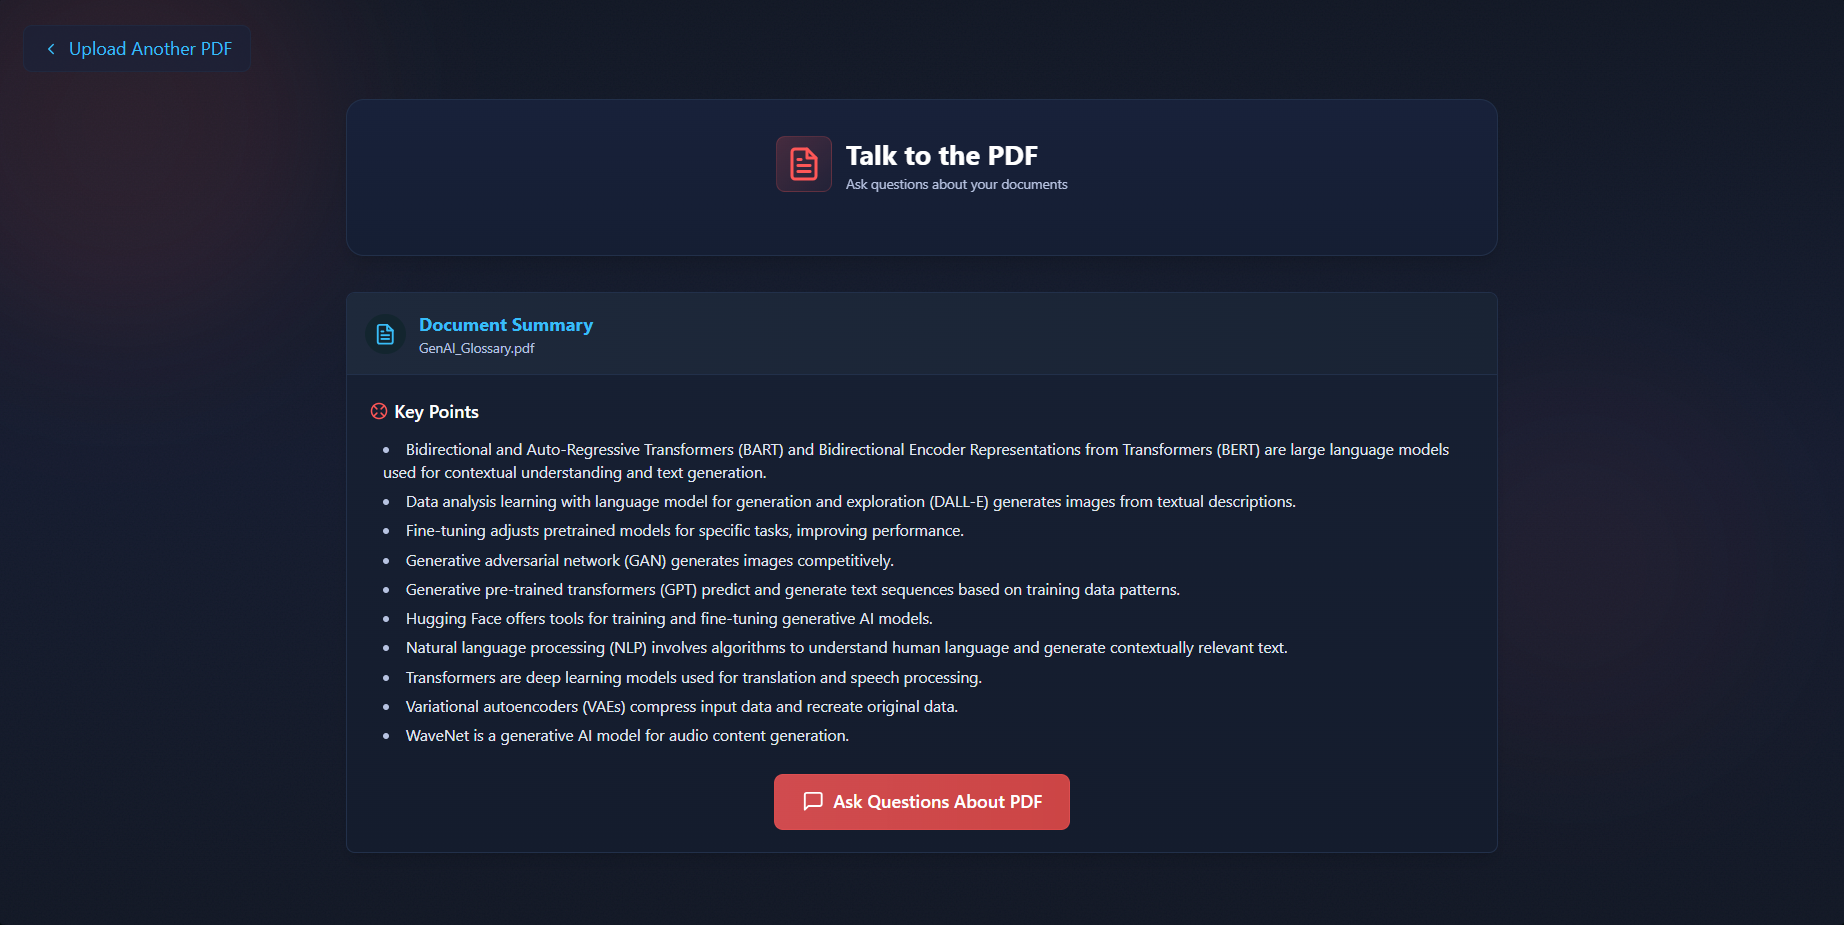 Upload Another PDF
Talk to the PDF
Ask questions about your documents
Document Summary
GenAI_Glossary.pdf
Key Points
• Bidirectional and Auto-Regressive Transformers (BART) and Bidirectional Encoder Representations from Transformers (BERT) are large language models
used for contextual understanding and text generation.
• Data analysis learning with language model for generation and exploration (DALL-E) generates images from textual descriptions.
• Fine-tuning adjusts pretrained models for specific tasks, improving performance.
• Generative adversarial network (GAN) generates images competitively.
• Generative pre-trained transformers (GPT) predict and generate text sequences based on training data patterns.
• Hugging Face offers tools for training and fine-tuning generative AI models.
• Natural language processing (NLP) involves algorithms to understand human language and generate contextually relevant text.
• Transformers are deep learning models used for translation and speech processing.
• Variational autoencoders (VAEs) compress input data and recreate original data.
• WaveNet is a generative AI model for audio content generation.
Ask Questions About PDF